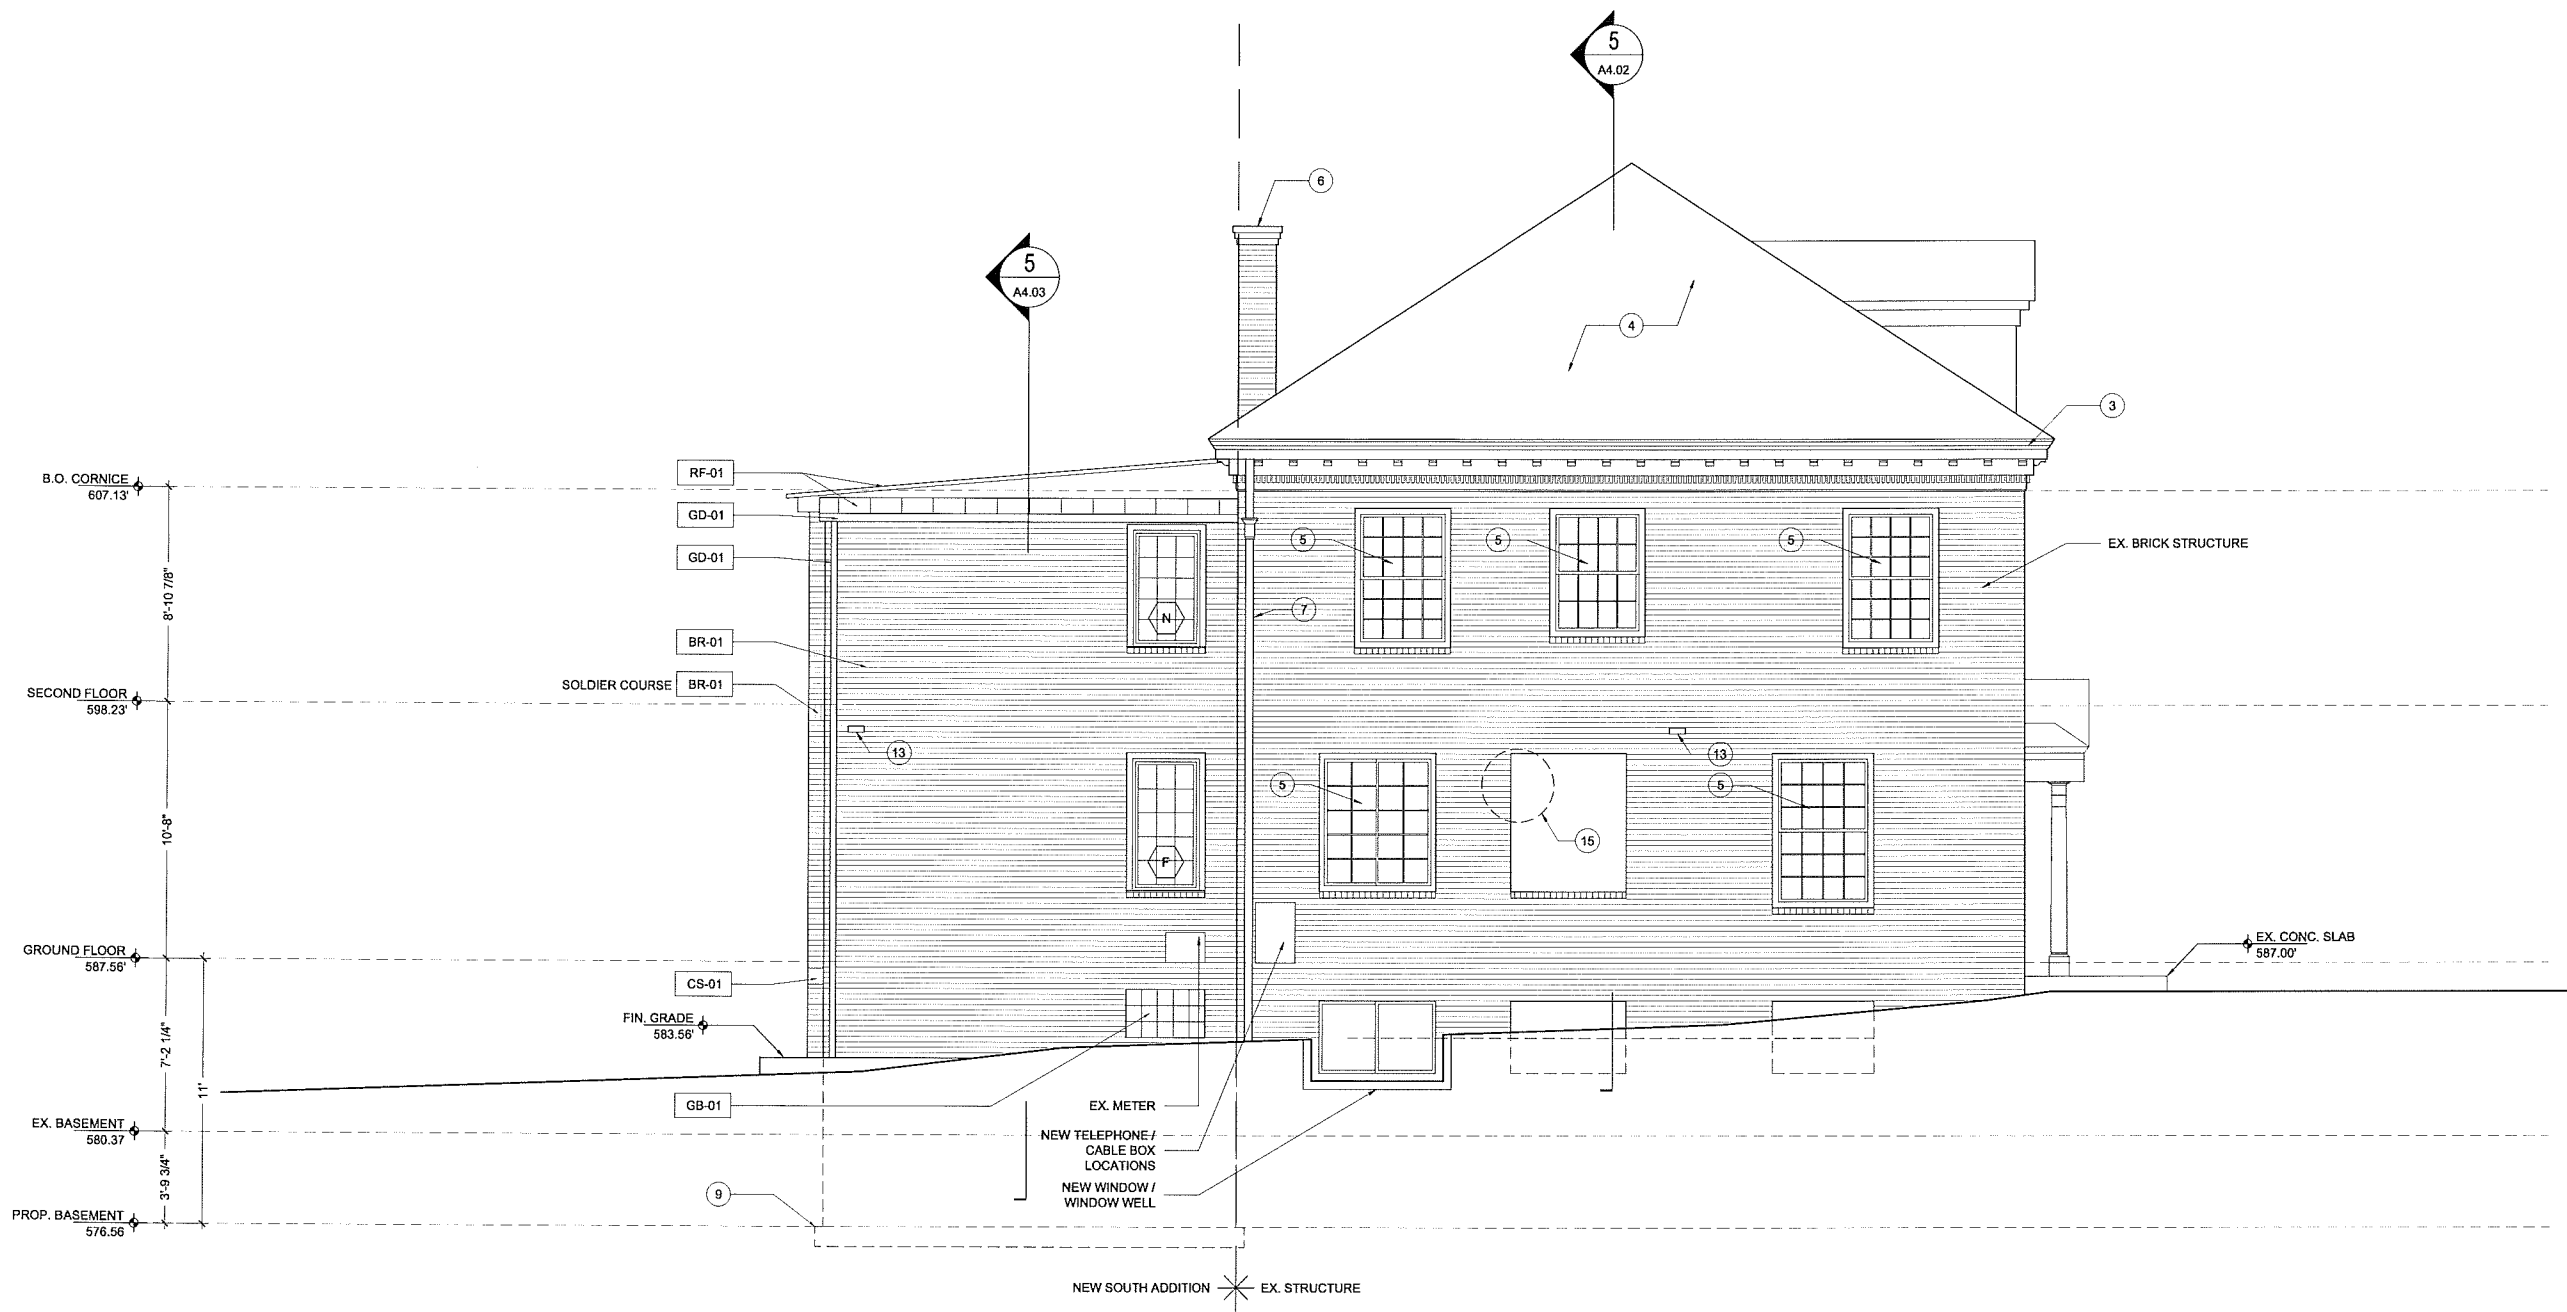 5
A4.02
6
5
A4.03
4
3
B.O. CORNICE
607.13'
RF-01
GD-01
5
5
5
EX. BRICK STRUCTURE
GD-01
8'-10 7/8"
N
7
BR-01
SOLDIER COURSE BR-01
SECOND FLOOR
598.23'
13
13
5
5
10'-8"
15
F
GROUND FLOOR
587.56'
EX. CONC. SLAB
587.00'
CS-01
FIN. GRADE
583.56'
7'-2 1/4"
11'
GB-01
EX. METER
EX. BASEMENT
580.37
NEW TELEPHONE /
CABLE BOX
LOCATIONS
3'-9 3/4"
9
NEW WINDOW /
WINDOW WELL
PROP. BASEMENT
576.56
NEW SOUTH ADDITION
EX. STRUCTURE